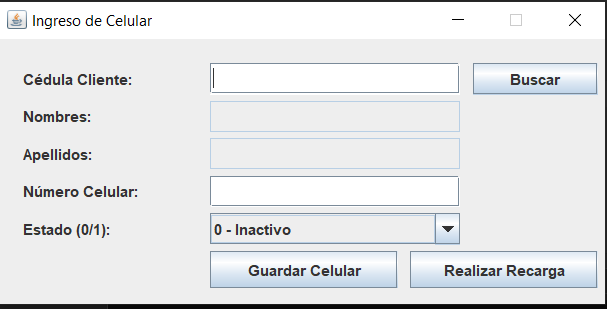 Ingreso de Celular
Cédula Cliente: Buscar
Nombres:
Apellidos:
Número Celular:
Estado (0/1): 0 - Inactivo
Guardar Celular Realizar Recarga